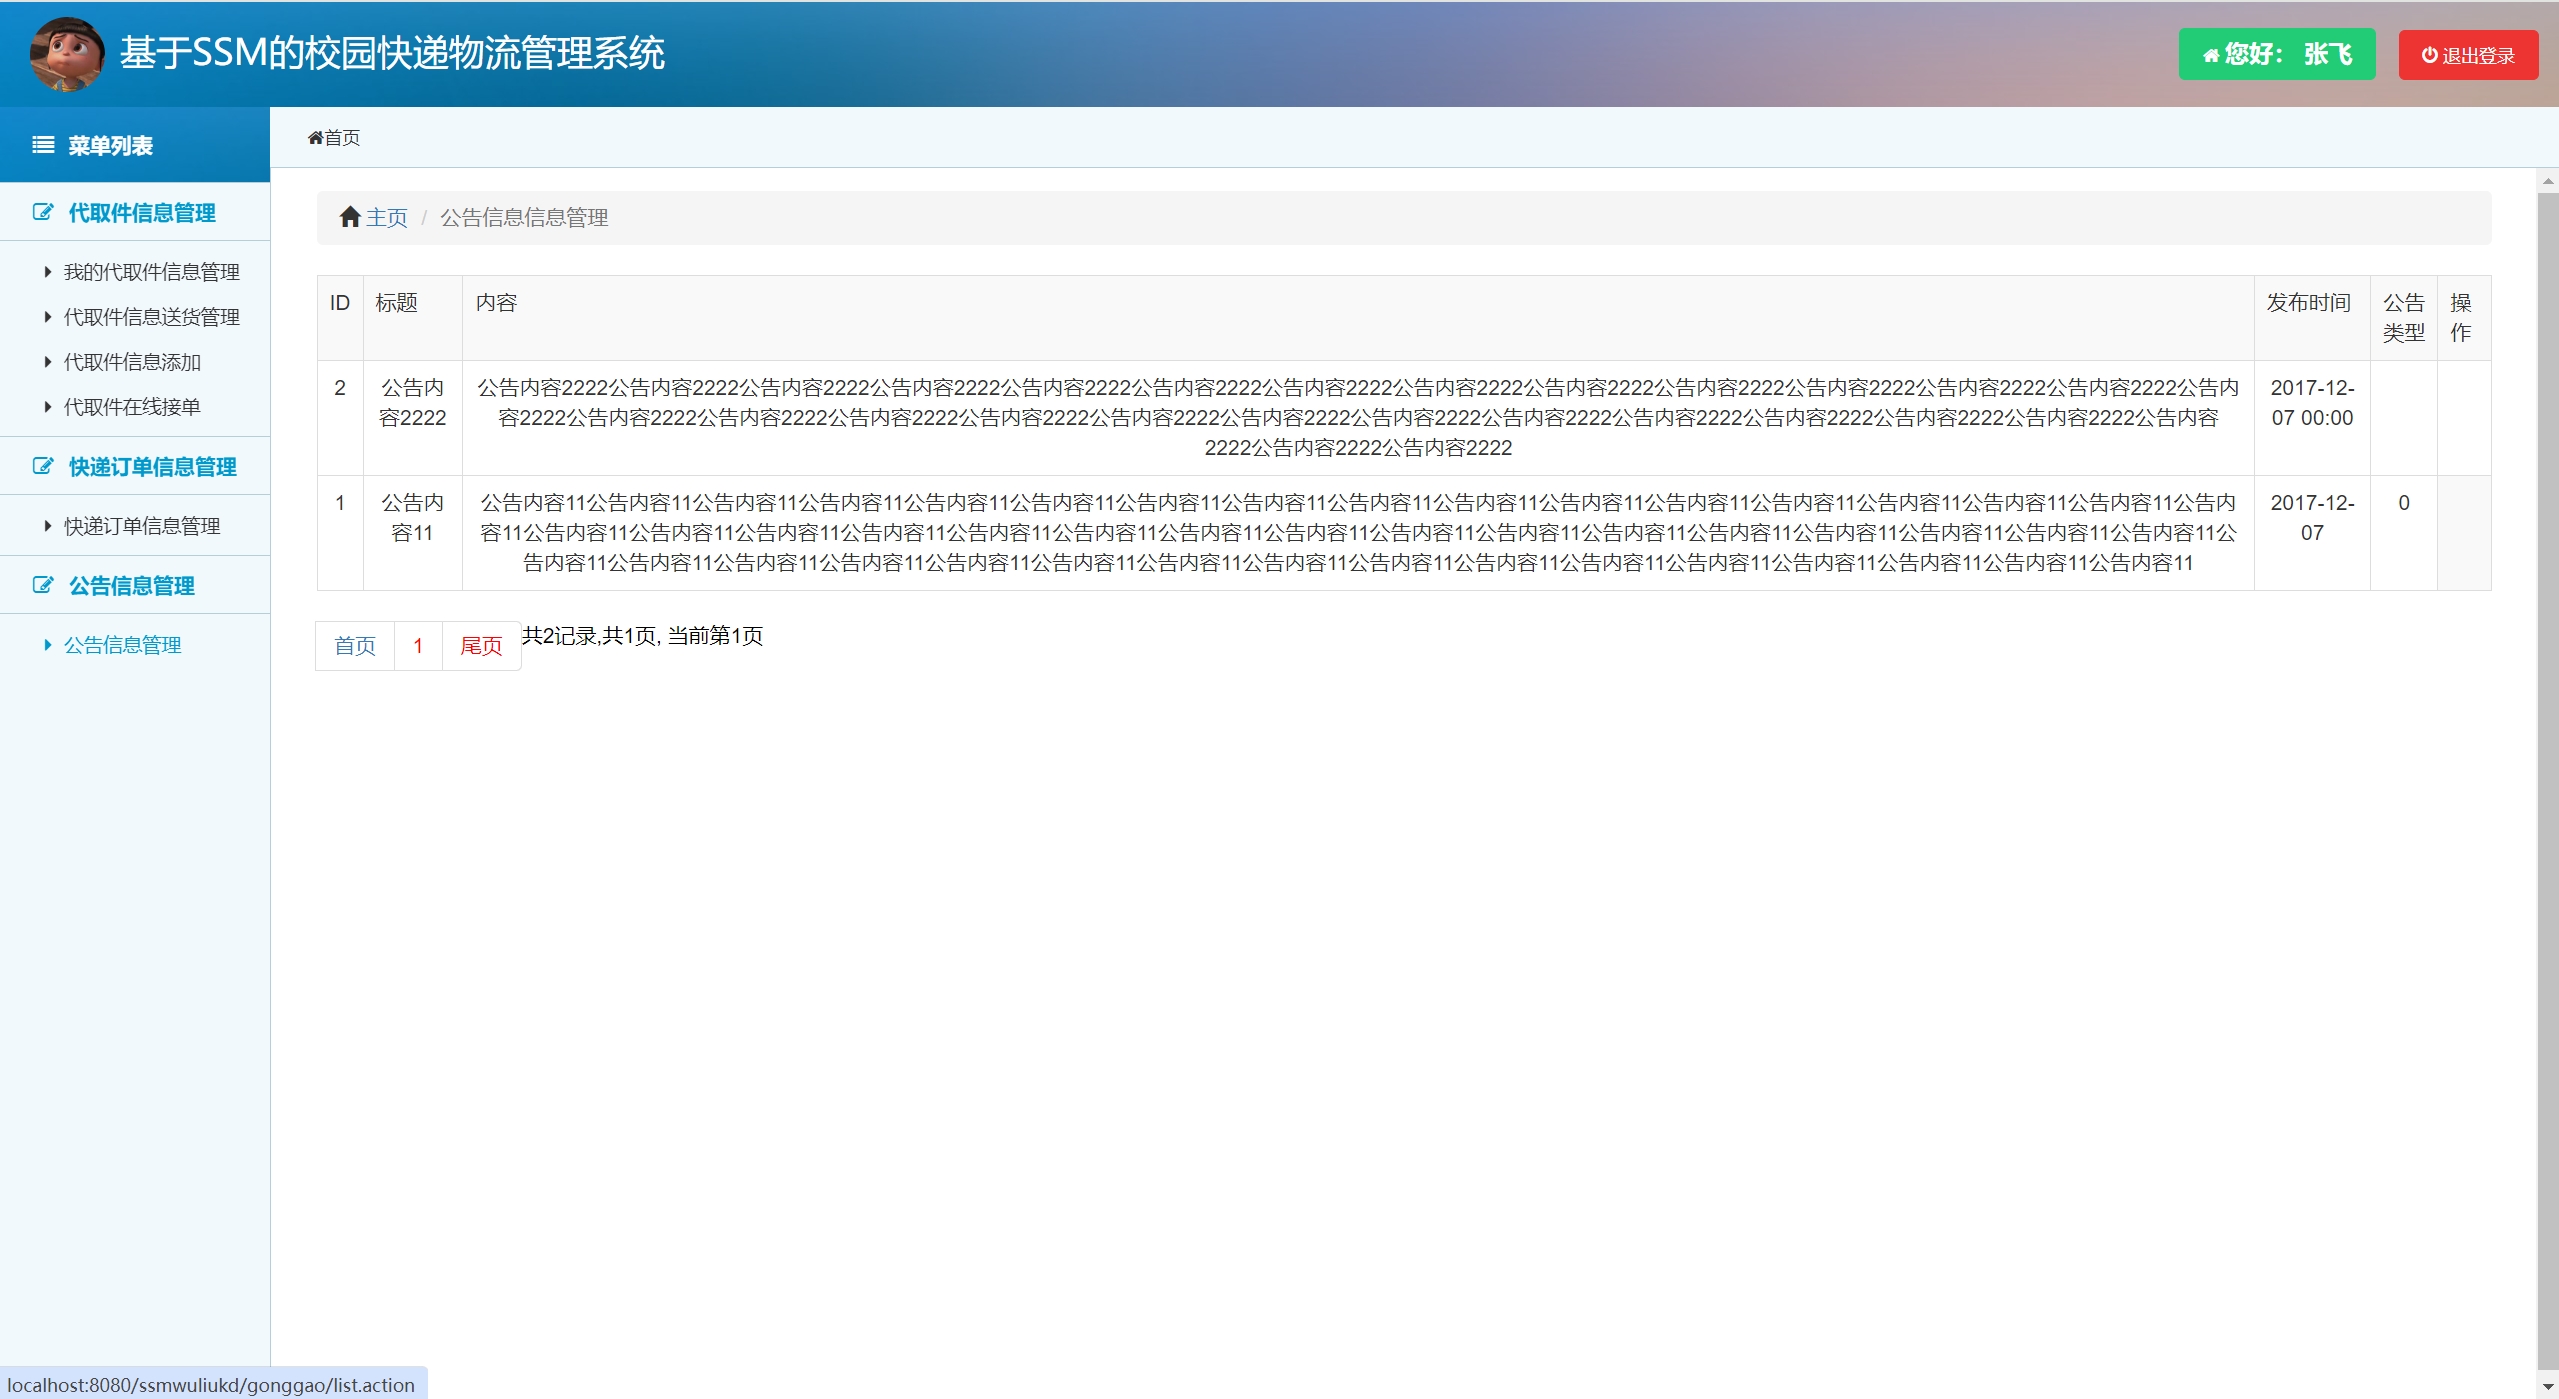 基于SSM的校园快递物流管理系统
您好： 张飞
退出登录
菜单列表
代取件信息管理
我的代取件信息管理
代取件信息送货管理
代取件信息添加
代取件在线接单
快递订单信息管理
快递订单信息管理
公告信息管理
公告信息管理
首页
主页 / 公告信息信息管理
ID
标题
内容
发布时间
公告
类型
操
作
2
公告内
容2222
公告内容2222公告内容2222公告内容2222公告内容2222公告内容2222公告内容2222公告内容2222公告内容2222公告内容2222公告内容2222公告内容2222公告内容2222公告内容2222公告内
容2222公告内容2222公告内容2222公告内容2222公告内容2222公告内容2222公告内容2222公告内容2222公告内容2222公告内容2222公告内容2222公告内容2222公告内容2222公告内容
2222公告内容2222公告内容2222
2017-12-
07 00:00
1
公告内
容11
公告内容11公告内容11公告内容11公告内容11公告内容11公告内容11公告内容11公告内容11公告内容11公告内容11公告内容11公告内容11公告内容11公告内容11公告内容11公告内容11公告内
容11公告内容11公告内容11公告内容11公告内容11公告内容11公告内容11公告内容11公告内容11公告内容11公告内容11公告内容11公告内容11公告内容11公告内容11公告内容11公告内容11公
告内容11公告内容11公告内容11公告内容11公告内容11公告内容11公告内容11公告内容11公告内容11公告内容11公告内容11公告内容11公告内容11公告内容11公告内容11公告内容11
2017-12-
07
0
首页 1 尾页 共2记录,共1页, 当前第1页
localhost:8080/ssmwuliukd/gonggao/list.action